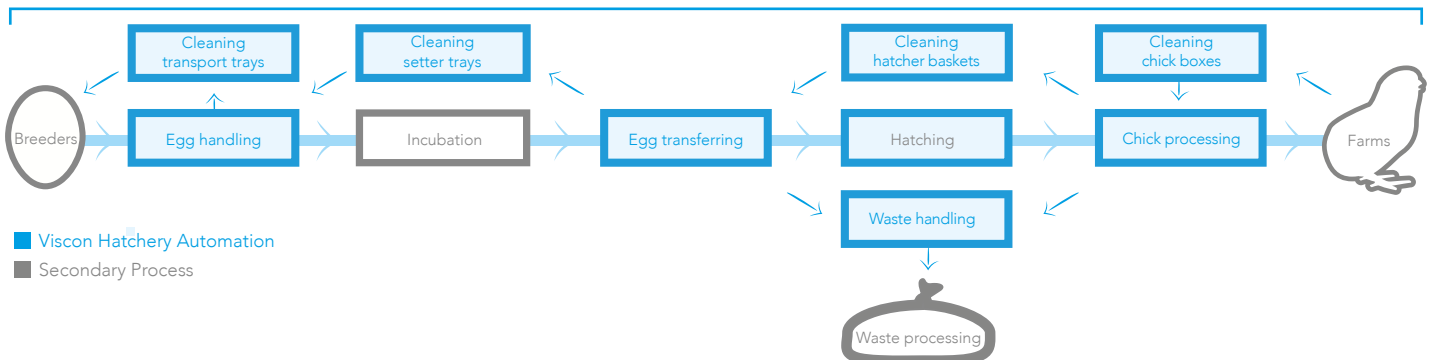 Cleaning
transport trays
Cleaning
setter trays
Cleaning
hatcher baskets
Cleaning
chick boxes
Breeders
Egg handling
Incubation
Egg transferring
Hatching
Chick processing
Farms
Waste handling
Viscon Hatchery Automation
Secondary Process
Waste processing